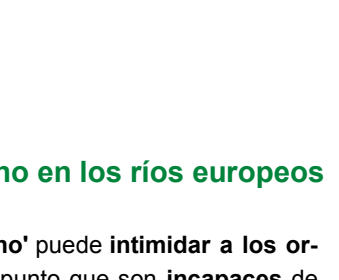 no en los ríos europeos
no' puede intimidar a los or-
punto que son incapaces de